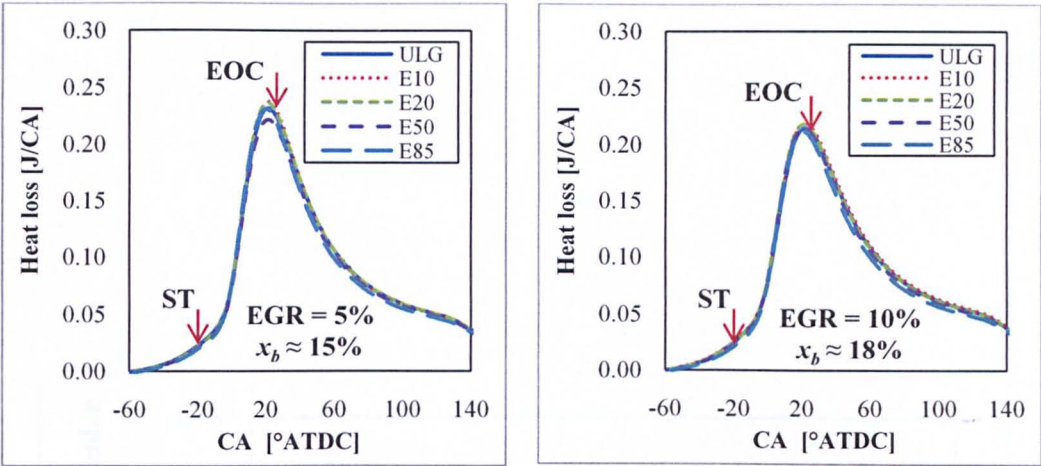 0.30
0.25
0.20
0.15
0.10
0.05
0.00
Heat loss [J/CA]
EOC
ULG
E10
E20
E50
E85
ST
EGR = 5%
x_b ≈ 15%
-60 -20 20 60 100 140
CA [°ATDC]
0.30
0.25
0.20
0.15
0.10
0.05
0.00
Heat loss [J/CA]
EOC
ULG
E10
E20
E50
E85
ST
EGR = 10%
x_b ≈ 18%
-60 -20 20 60 100 140
CA [°ATDC]